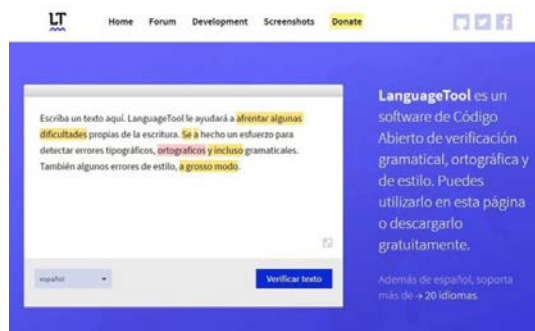 LT
Home Forum Development Screenshots Donate
Escriba un texto aquí. LanguageTool le ayudará a afrentar algunas
dificultades propias de la escritura. Se a hecho un esfuerzo para
detectar errores tipográficos, ortograficos y incluso gramaticales.
También algunos errores de estilo, a grosso modo.
español
Verificar texto
LanguageTool es un
software de Código
Abierto de verificación
gramatical, ortográfica y
de estilo. Puedes
utilizarlo en esta página
o descargarlo
gratuitamente.
Además de español, soporta
más de → 20 idiomas.